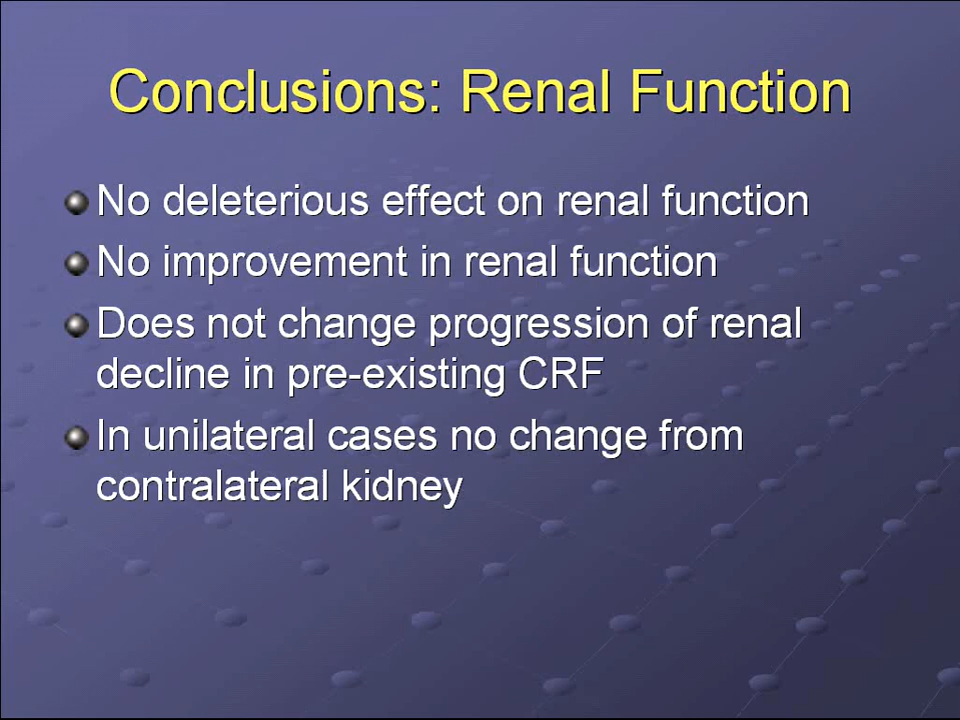 Conclusions: Renal Function
No deleterious effect on renal function
No improvement in renal function
Does not change progression of renal
decline in pre-existing CRF
In unilateral cases no change from
contralateral kidney